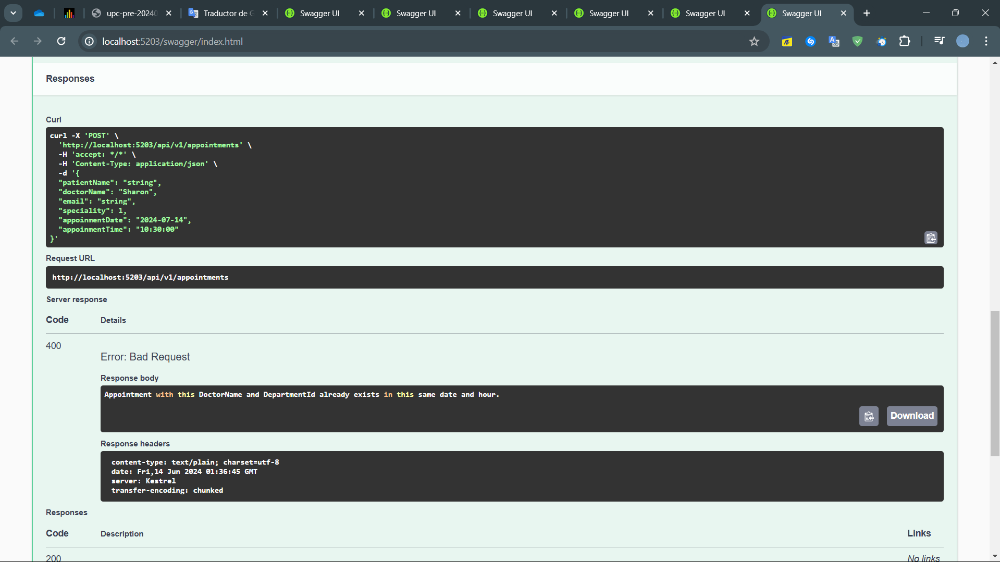 upc-pre-20240
Traductor de G
Swagger UI
Swagger UI
Swagger UI
Swagger UI
Swagger UI
Swagger UI
localhost:5203/swagger/index.html
Responses
Curl
curl -X 'POST' \
'http://localhost:5203/api/v1/appointments' \
-H 'accept: */*' \
-H 'Content-Type: application/json' \
-d '{
"patientName": "string",
"doctorName": "Sharon",
"email": "string",
"speciality": 1,
"appoinmentDate": "2024-07-14",
"appoinmentTime": "10:30:00"
}'
Request URL
http://localhost:5203/api/v1/appointments
Server response
Code Details
400
Error: Bad Request
Response body
Appointment with this DoctorName and DepartmentId already exists in this same date and hour.
Download
Response headers
content-type: text/plain; charset=utf-8
date: Fri,14 Jun 2024 01:36:45 GMT
server: Kestrel
transfer-encoding: chunked
Responses
Code Description Links
200 No links